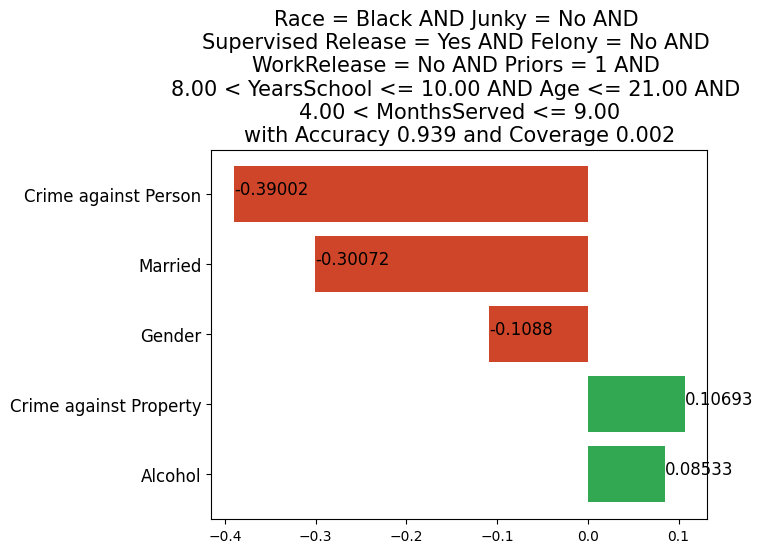 Race = Black AND Junky = No AND
Supervised Release = Yes AND Felony = No AND
WorkRelease = No AND Priors = 1 AND
8.00 < YearsSchool <= 10.00 AND Age <= 21.00 AND
4.00 < MonthsServed <= 9.00
with Accuracy 0.939 and Coverage 0.002
Crime against Person -0.39002
Married -0.30072
Gender -0.1088
Crime against Property 0.10693
Alcohol 0.08533
−0.4 −0.3 −0.2 −0.1 0.0 0.1